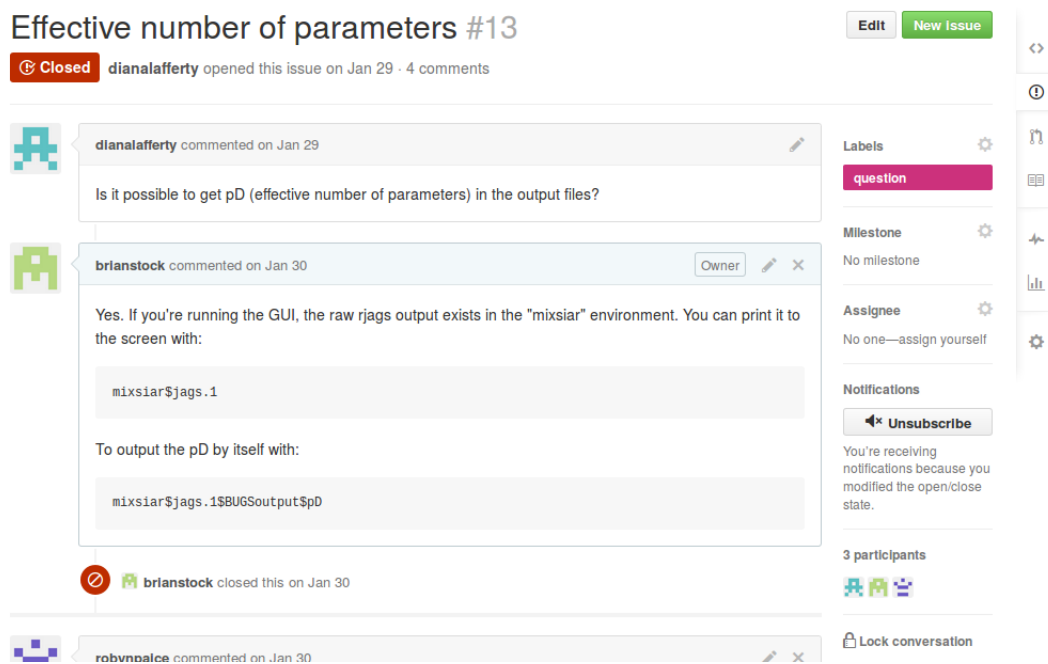 Effective number of parameters #13
Edit
New Issue
Closed
dianalafferty opened this issue on Jan 29 · 4 comments
dianalafferty commented on Jan 29
Is it possible to get pD (effective number of parameters) in the output files?
brianstock commented on Jan 30
Owner
Yes. If you're running the GUI, the raw rjags output exists in the "mixsiar" environment. You can print it to
the screen with:
mixsiar$jags.1
To output the pD by itself with:
mixsiar$jags.1$BUGSoutput$pD
brianstock closed this on Jan 30
robynpalce commented on Jan 30
Labels
question
Milestone
No milestone
Assignee
No one—assign yourself
Notifications
Unsubscribe
You're receiving
notifications because you
modified the open/close
state.
3 participants
Lock conversation